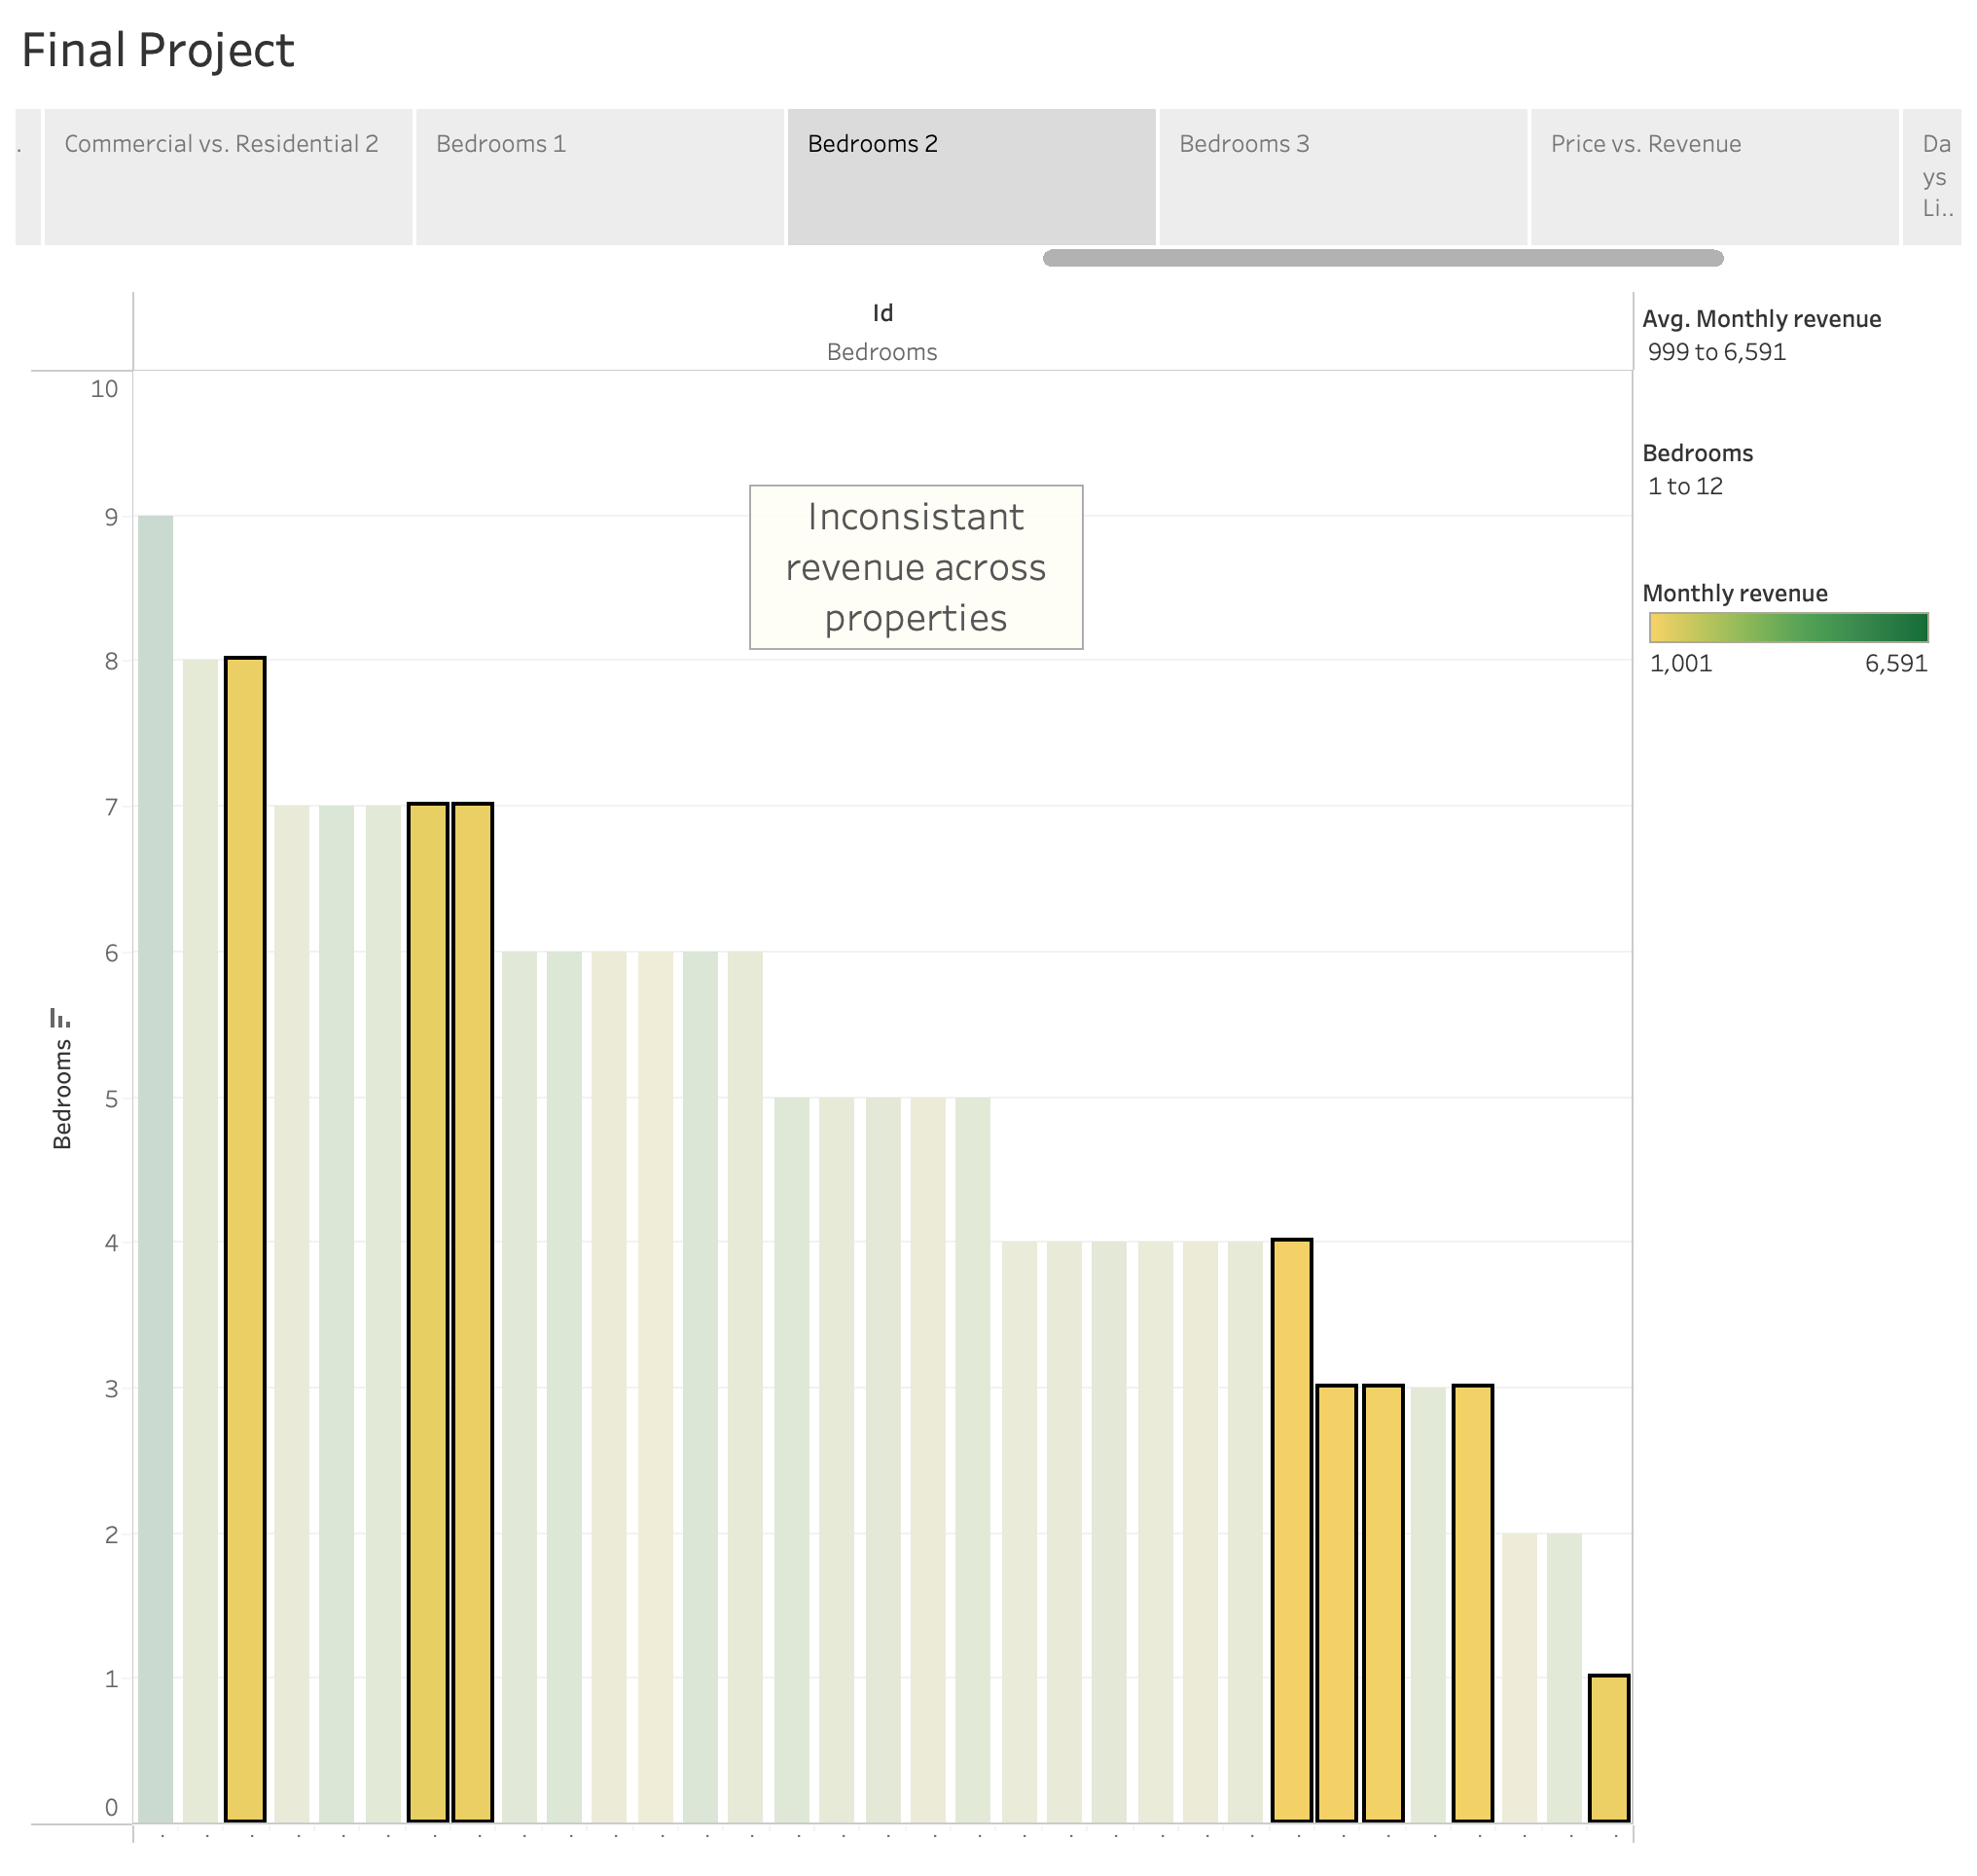 Final Project
.
Commercial vs. Residential 2
Bedrooms 1
Bedrooms 2
Bedrooms 3
Price vs. Revenue
Da
ys
Li..
Id
Bedrooms
Avg. Monthly revenue
999 to 6,591
Bedrooms
1 to 12
Monthly revenue
1,001
6,591
Inconsistant
revenue across
properties
Bedrooms
10
9
8
7
6
5
4
3
2
1
0